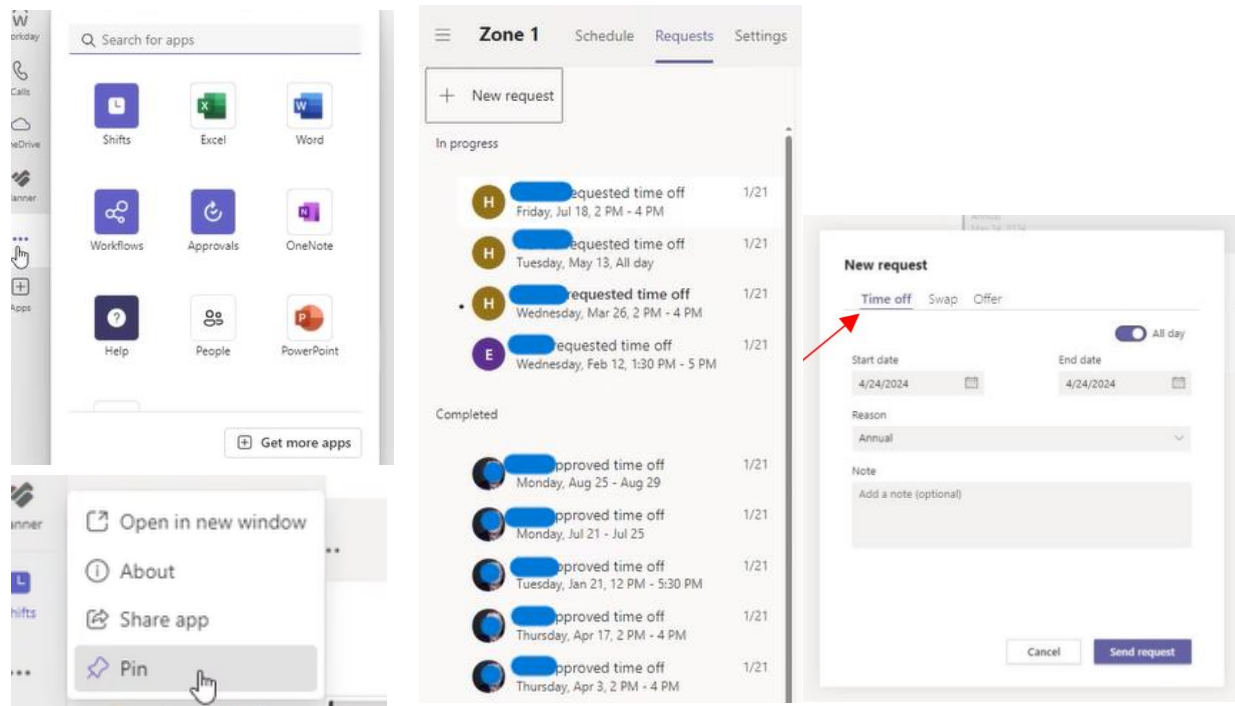 W
orkday
Calls
neDrive
lanner
Apps
Search for apps
Shifts Excel Word
Workflows Approvals OneNote
Help People PowerPoint
Get more apps
nner
hifts
Open in new window
About
Share app
Pin
Zone 1 Schedule Requests Settings
+ New request
In progress
H equested time off 1/21
Friday, Jul 18, 2 PM - 4 PM
H equested time off 1/21
Tuesday, May 13, All day
H requested time off 1/21
Wednesday, Mar 26, 2 PM - 4 PM
E equested time off 1/21
Wednesday, Feb 12, 1:30 PM - 5 PM
Completed
pproved time off 1/21
Monday, Aug 25 - Aug 29
pproved time off 1/21
Monday, Jul 21 - Jul 25
pproved time off 1/21
Tuesday, Jan 21, 12 PM - 5:30 PM
pproved time off 1/21
Thursday, Apr 17, 2 PM - 4 PM
pproved time off 1/21
Thursday, Apr 3, 2 PM - 4 PM
Annual
New request
Time off Swap Offer
All day
Start date End date
4/24/2024 4/24/2024
Reason
Annual
Note
Add a note (optional)
Cancel Send request